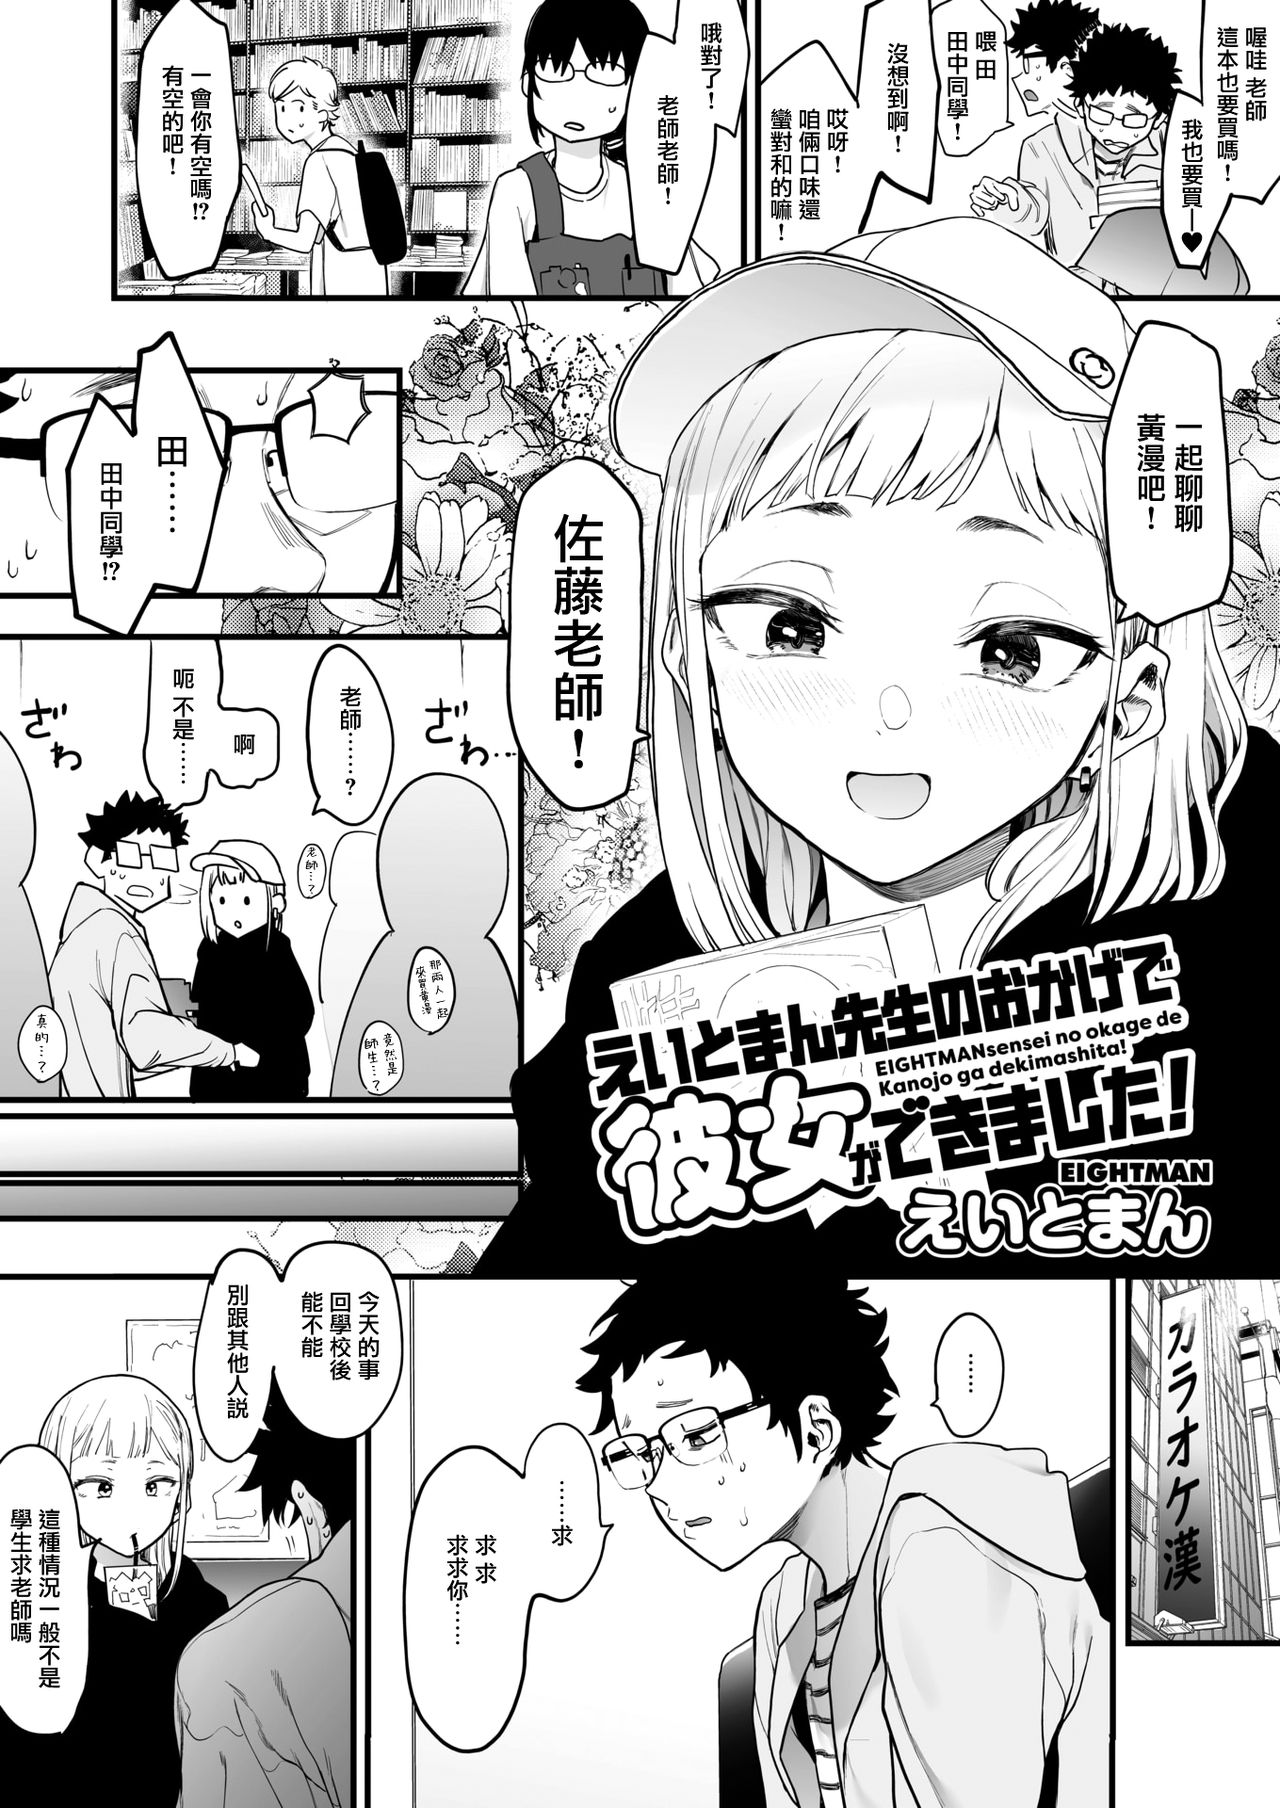 喔哇 老師
這本也要買嗎！
我也要買—♥
喂田
田中同學！
沒想到啊！
哎呀！
咱倆口味還
蠻對和的嘛！
哦對了！
老師老師！
一會你有空嗎!?
有空的吧！
一起聊聊
黃漫吧！
佐藤老師！
田……
田中同學!?
えいとまん先生のおかげで
EIGHTMANsensei no okage de
Kanojo ga dekimashita!
彼女ができました！
EIGHTMAN
えいとまん
老師……？
啊
呃 不是……
ざわ…
ざわ
老師…？
那兩人一起
來買黃漫
竟然是
師生…？
真的…？
カラオケ漢
……
求
求求
求求你……
今天的事
回學校後
能不能
別跟其他人説
這種情況一般不是
學生求老師嗎